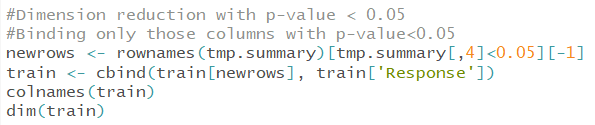 #Dimension reduction with p-value < 0.05
#Binding only those columns with p-value<0.05
newrows <- rownames(tmp.summary)[tmp.summary[,4]<0.05][-1]
train <- cbind(train[newrows], train['Response'])
colnames(train)
dim(train)